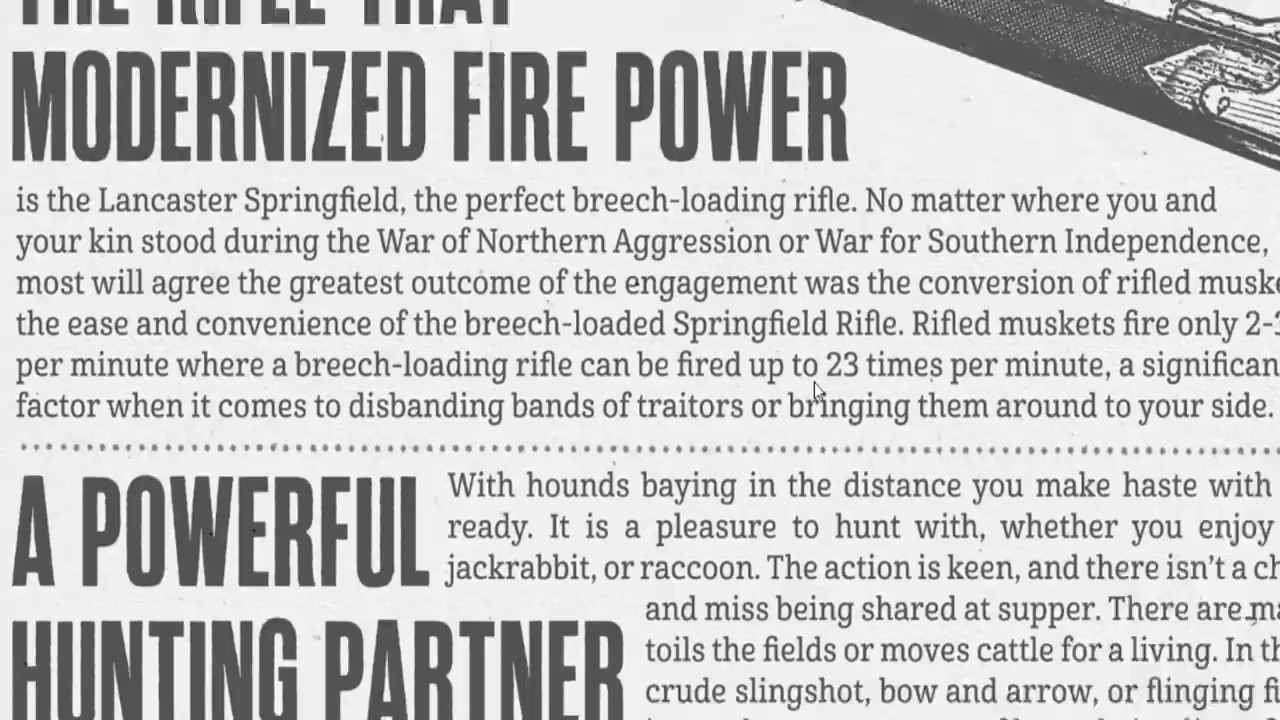 THE RIFLE THAT
MODERNIZED FIRE POWER
is the Lancaster Springfield, the perfect breech-loading rifle. No matter where you and
your kin stood during the War of Northern Aggression or War for Southern Independence,
most will agree the greatest outcome of the engagement was the conversion of rifled
the ease and convenience of the breech-loaded Springfield Rifle. Rifled muskets fire only
per minute where a breech-loading rifle can be fired up to 23 times per minute, a
factor when it comes to disbanding bands of traitors or bringing them around to your side.
A POWERFUL
HUNTING PARTNER
With hounds baying in the distance you make haste with
ready. It is a pleasure to hunt with, whether you enjoy
jackrabbit, or raccoon. The action is keen, and there isn't a
and miss being shared at supper. There are
toils the fields or moves cattle for a living. In
crude slingshot, bow and arrow, or flinging